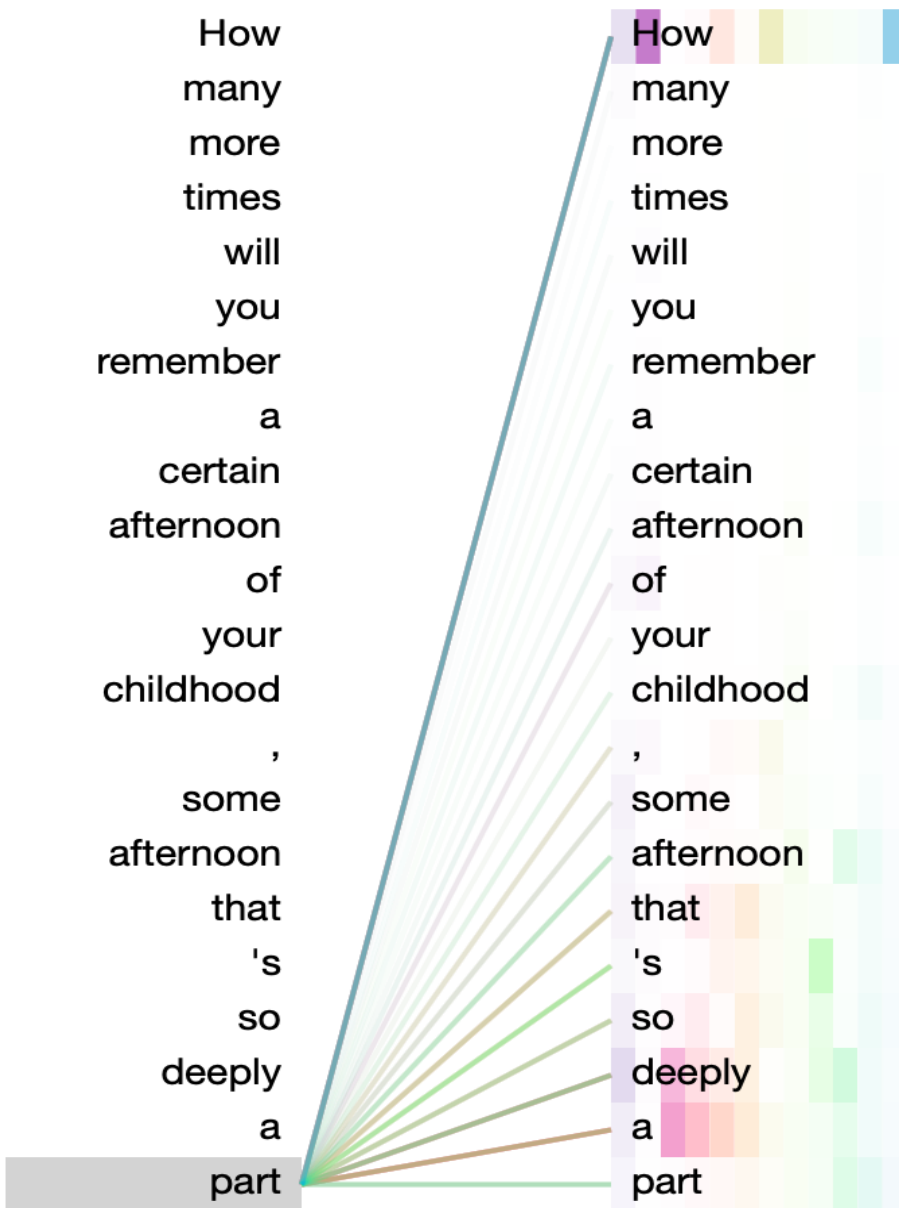 How How
many many
more more
times times
will will
you you
remember remember
a a
certain certain
afternoon afternoon
of of
your your
childhood childhood
, ,
some some
afternoon afternoon
that that
's 's
so so
deeply deeply
a a
part part